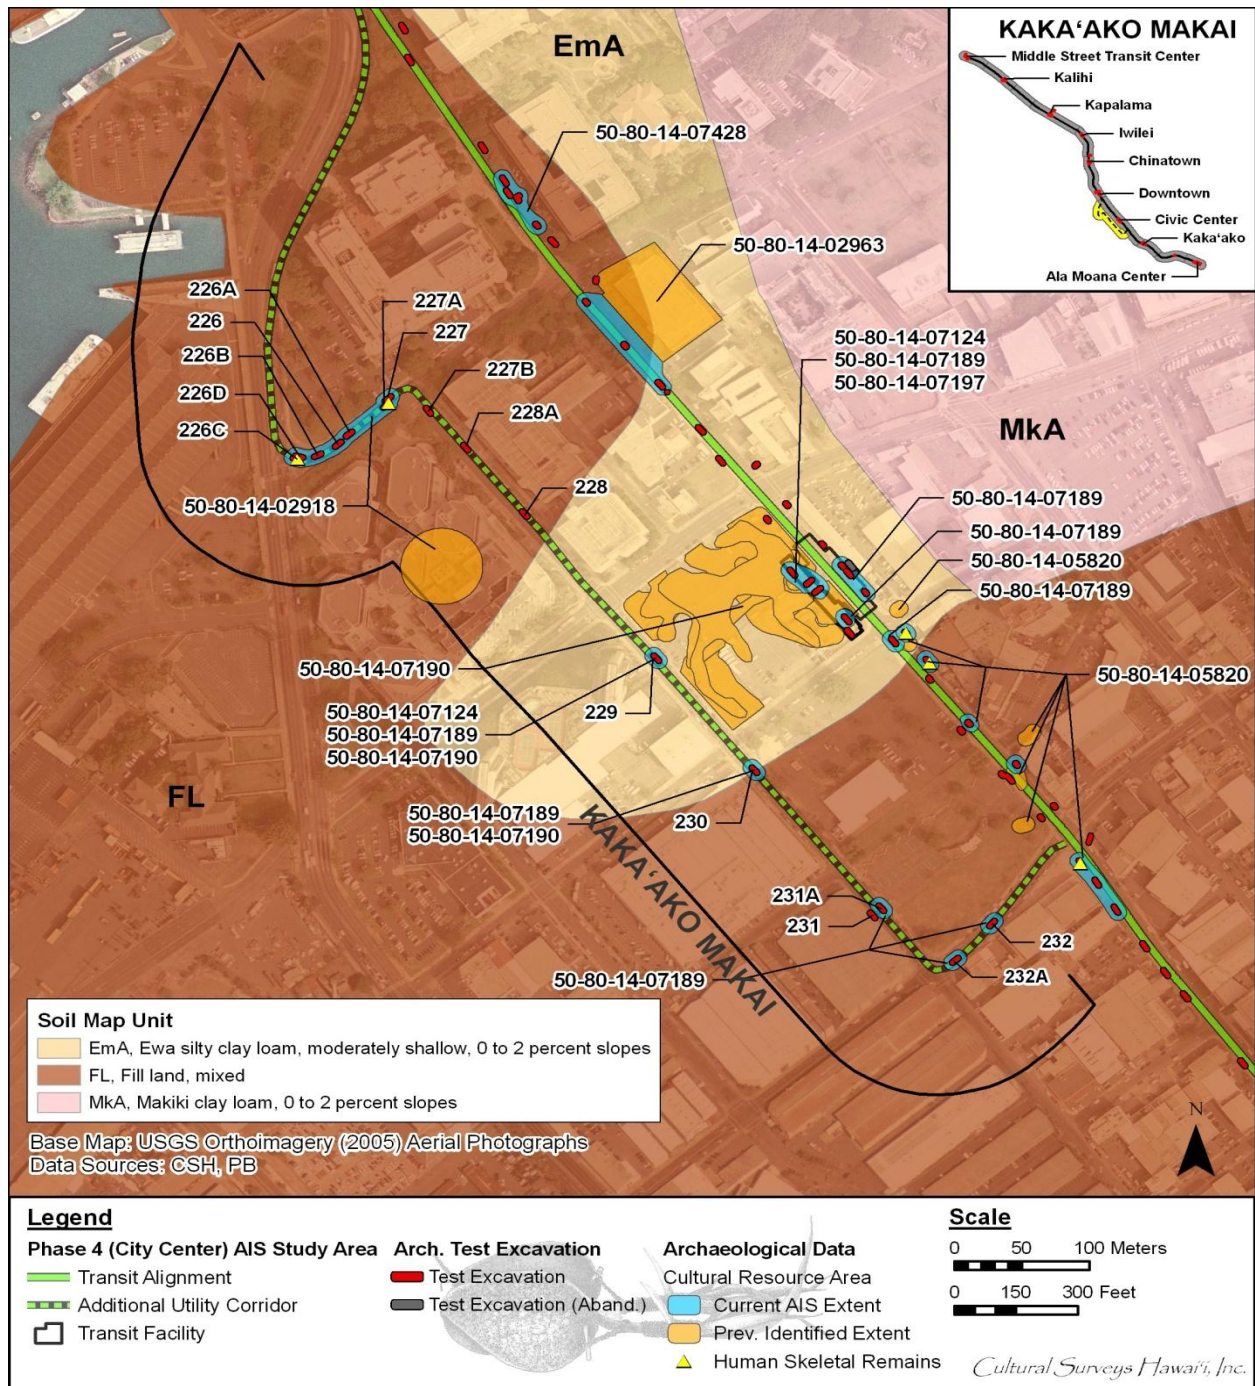 EmA
KAKAʻAKO MAKAI
Middle Street Transit Center
Kalihi
Kapalama
Iwilei
Chinatown
Downtown
Civic Center
Kakaʻako
Ala Moana Center
50-80-14-07428
50-80-14-02963
226A
226
226B
226D
226C
227A
227
227B
228A
228
50-80-14-02918
50-80-14-07124
50-80-14-07189
50-80-14-07197
MkA
50-80-14-07189
50-80-14-07189
50-80-14-05820
50-80-14-07189
50-80-14-05820
50-80-14-07190
50-80-14-07124
50-80-14-07189
50-80-14-07190
229
FL
50-80-14-07189
50-80-14-07190
230
KAKAʻAKO MAKAI
231A
231
232
232A
50-80-14-07189
Soil Map Unit
EmA, Ewa silty clay loam, moderately shallow, 0 to 2 percent slopes
FL, Fill land, mixed
MkA, Makiki clay loam, 0 to 2 percent slopes
Base Map: USGS Orthoimagery (2005) Aerial Photographs
Data Sources: CSH, PB
N
Legend
Phase 4 (City Center) AIS Study Area
Transit Alignment
Additional Utility Corridor
Transit Facility
Arch. Test Excavation
Test Excavation
Test Excavation (Aband.)
Archaeological Data
Cultural Resource Area
Current AIS Extent
Prev. Identified Extent
Human Skeletal Remains
Scale
0 50 100 Meters
0 150 300 Feet
Cultural Surveys Hawaiʻi, Inc.